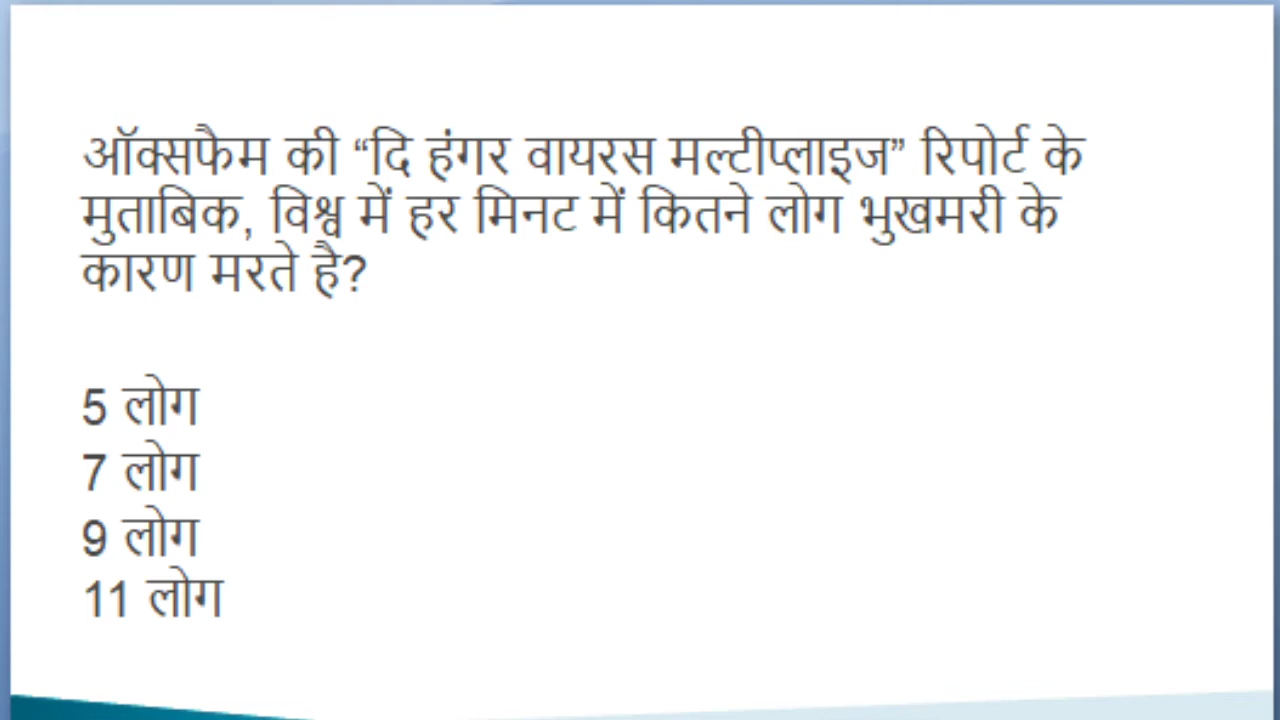 ऑक्सफैम की “दि हंगर वायरस मल्टीप्लाइज” रिपोर्ट के
मुताबिक, विश्व में हर मिनट में कितने लोग भुखमरी के
कारण मरते है?
5 लोग
7 लोग
9 लोग
11 लोग